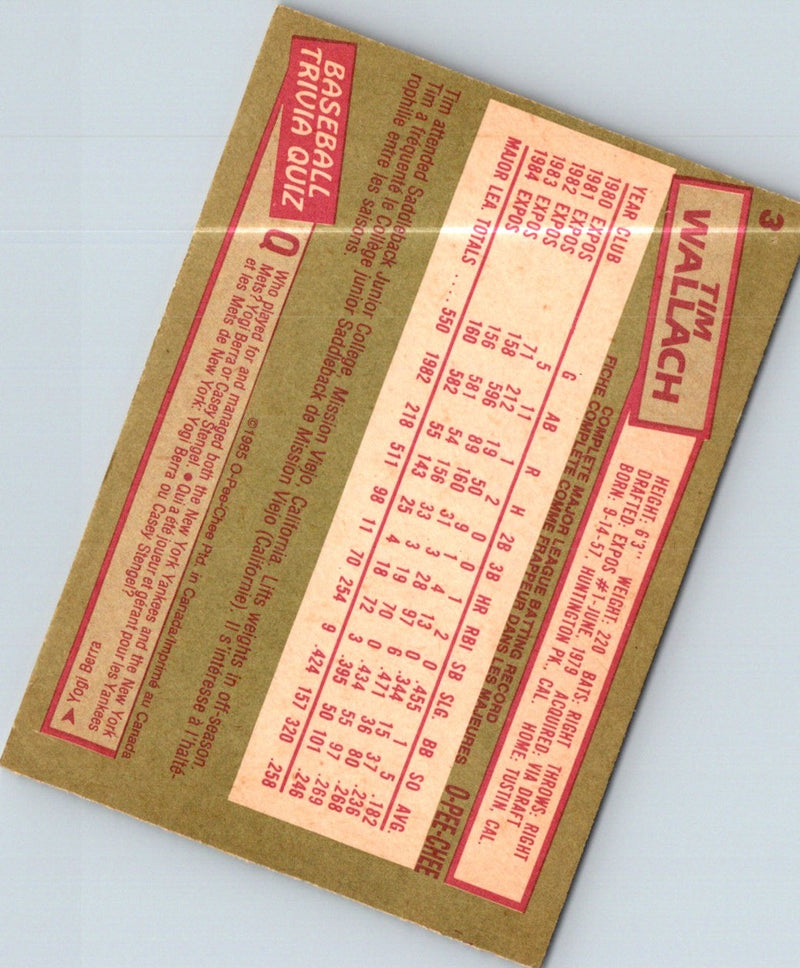 3
TIM
WALLACH
HEIGHT: 6'3" WEIGHT: 220 BATS: RIGHT THROWS: RIGHT
DRAFTED: EXPOS #1-JUNE, 1979 ACQUIRED: VIA DRAFT
BORN: 9-14-57, HUNTINGTON PK., CAL. HOME: TUSTIN, CAL.
COMPLETE MAJOR LEAGUE BATTING RECORD
FICHE COMPLETE COMME FRAPPEUR DANS LES MAJEURES
O-PEE-CHEE
YEAR CLUB G AB R H 2B 3B HR RBI SB SLG BB SO AVG.
1980 EXPOS 5 11 1 2 0 0 1 2 0 .455 1 5 .182
1981 EXPOS 71 212 19 50 9 1 4 13 0 .344 15 37 .236
1982 EXPOS 158 596 89 160 31 3 28 97 6 .471 36 80 .268
1983 EXPOS 156 581 54 156 33 3 19 70 0 .434 55 97 .269
1984 EXPOS 160 582 55 143 25 4 18 72 3 .395 50 101 .246
MAJOR LEA. TOTALS ....550 1982 218 511 98 11 70 254 9 .424 157 320 .258
Tim attended Saddleback Junior College, Mission Viejo, California. Lifts weights in off-season.
Tim a fréquenté le Collège junior Saddleback de Mission Viejo (Californie). Il s'intéresse à l'halté-
rophilie entre les saisons.
©1985 O-Pee-Chee Ptd. in Canada/Imprimé au Canada
BASEBALL
TRIVIA QUIZ
Q Who played for and managed both the New York Yankees and the New York
Mets? Yogi Berra or Casey Stengel. • Qui a été joueur et gérant pour les Yankees
et les Mets de New York: Yogi Berra ou Casey Stengel?
Yogi Berra
A